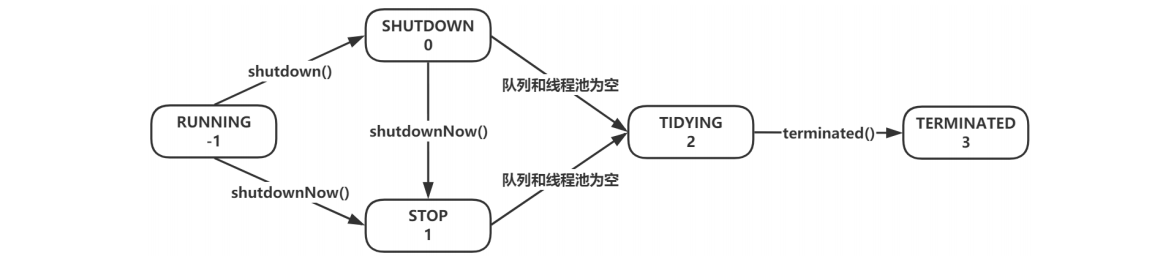 SHUTDOWN
0
shutdown()
队列和线程池为空
RUNNING
-1
shutdownNow()
TIDYING
2
terminated()
TERMINATED
3
shutdownNow()
队列和线程池为空
STOP
1